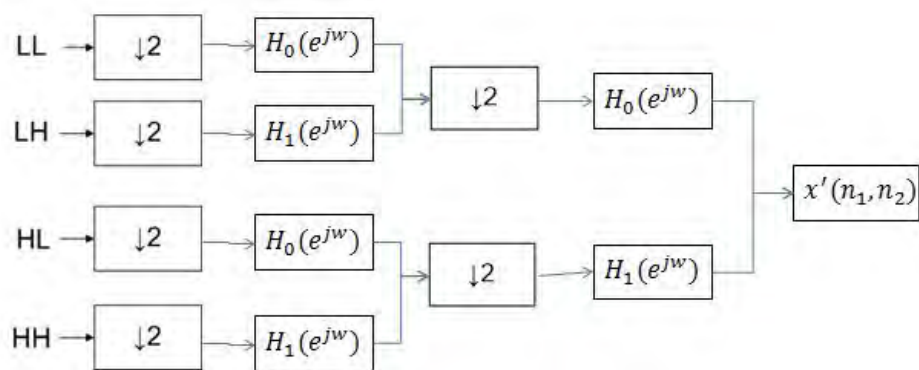 LL ↓2 H₀(e^{jw})
LH ↓2 H₁(e^{jw})
↓2 H₀(e^{jw})
x′(n₁,n₂)
HL ↓2 H₀(e^{jw})
↓2 H₁(e^{jw})
HH ↓2 H₁(e^{jw})